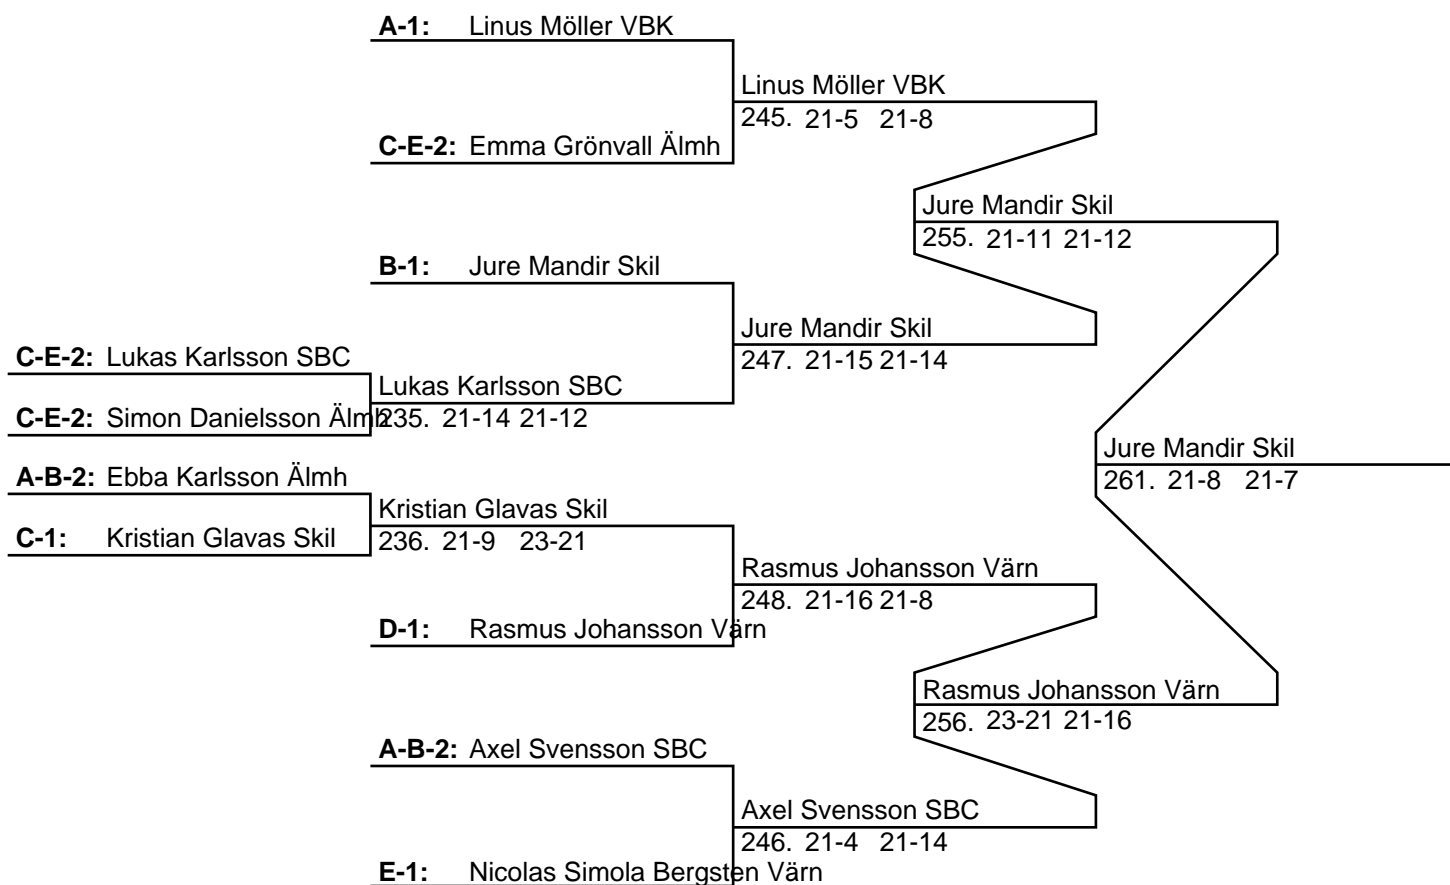 A-1: Linus Möller VBK
Linus Möller VBK
245. 21-5 21-8
C-E-2: Emma Grönvall Älmh
Jure Mandir Skil
255. 21-11 21-12
B-1: Jure Mandir Skil
Jure Mandir Skil
247. 21-15 21-14
C-E-2: Lukas Karlsson SBC
Lukas Karlsson SBC
235. 21-14 21-12
C-E-2: Simon Danielsson Älmh
Jure Mandir Skil
261. 21-8 21-7
A-B-2: Ebba Karlsson Älmh
Kristian Glavas Skil
236. 21-9 23-21
C-1: Kristian Glavas Skil
Rasmus Johansson Värn
248. 21-16 21-8
D-1: Rasmus Johansson Värn
Rasmus Johansson Värn
256. 23-21 21-16
A-B-2: Axel Svensson SBC
Axel Svensson SBC
246. 21-4 21-14
E-1: Nicolas Simola Bergsten Värn